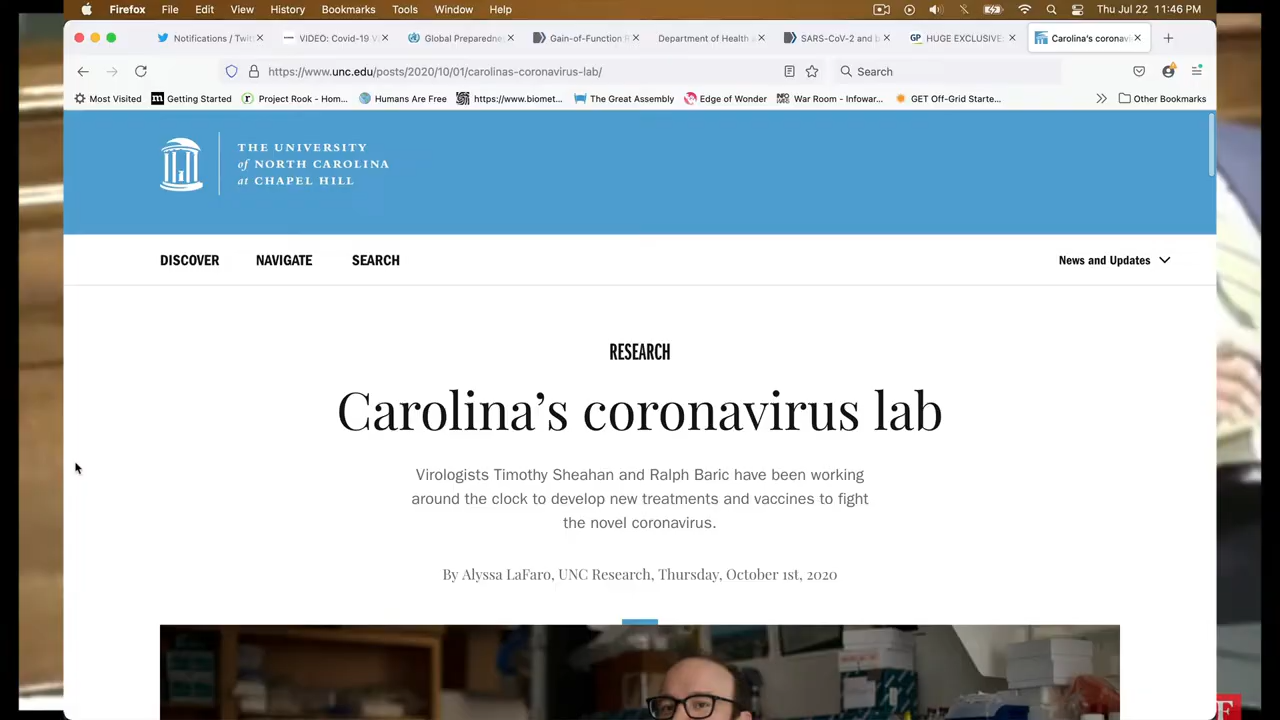 Firefox File Edit View History Bookmarks Tools Window Help Thu Jul 22 11:46 PM
Notifications / Twit
VIDEO: Covid-19 V
Global Preparedne
Gain-of-Function R
Department of Health a
SARS-CoV-2 and b
GP HUGE EXCLUSIVE:
Carolina's coronavi
https://www.unc.edu/posts/2020/10/01/carolinas-coronavirus-lab/
Search
Most Visited
Getting Started
Project Rook - Hom...
Humans Are Free
https://www.biomet...
The Great Assembly
Edge of Wonder
War Room - Infowar...
GET Off-Grid Starte...
Other Bookmarks
THE UNIVERSITY
of NORTH CAROLINA
at CHAPEL HILL
DISCOVER NAVIGATE SEARCH
News and Updates
RESEARCH
Carolina's coronavirus lab
Virologists Timothy Sheahan and Ralph Baric have been working
around the clock to develop new treatments and vaccines to fight
the novel coronavirus.
By Alyssa LaFaro, UNC Research, Thursday, October 1st, 2020